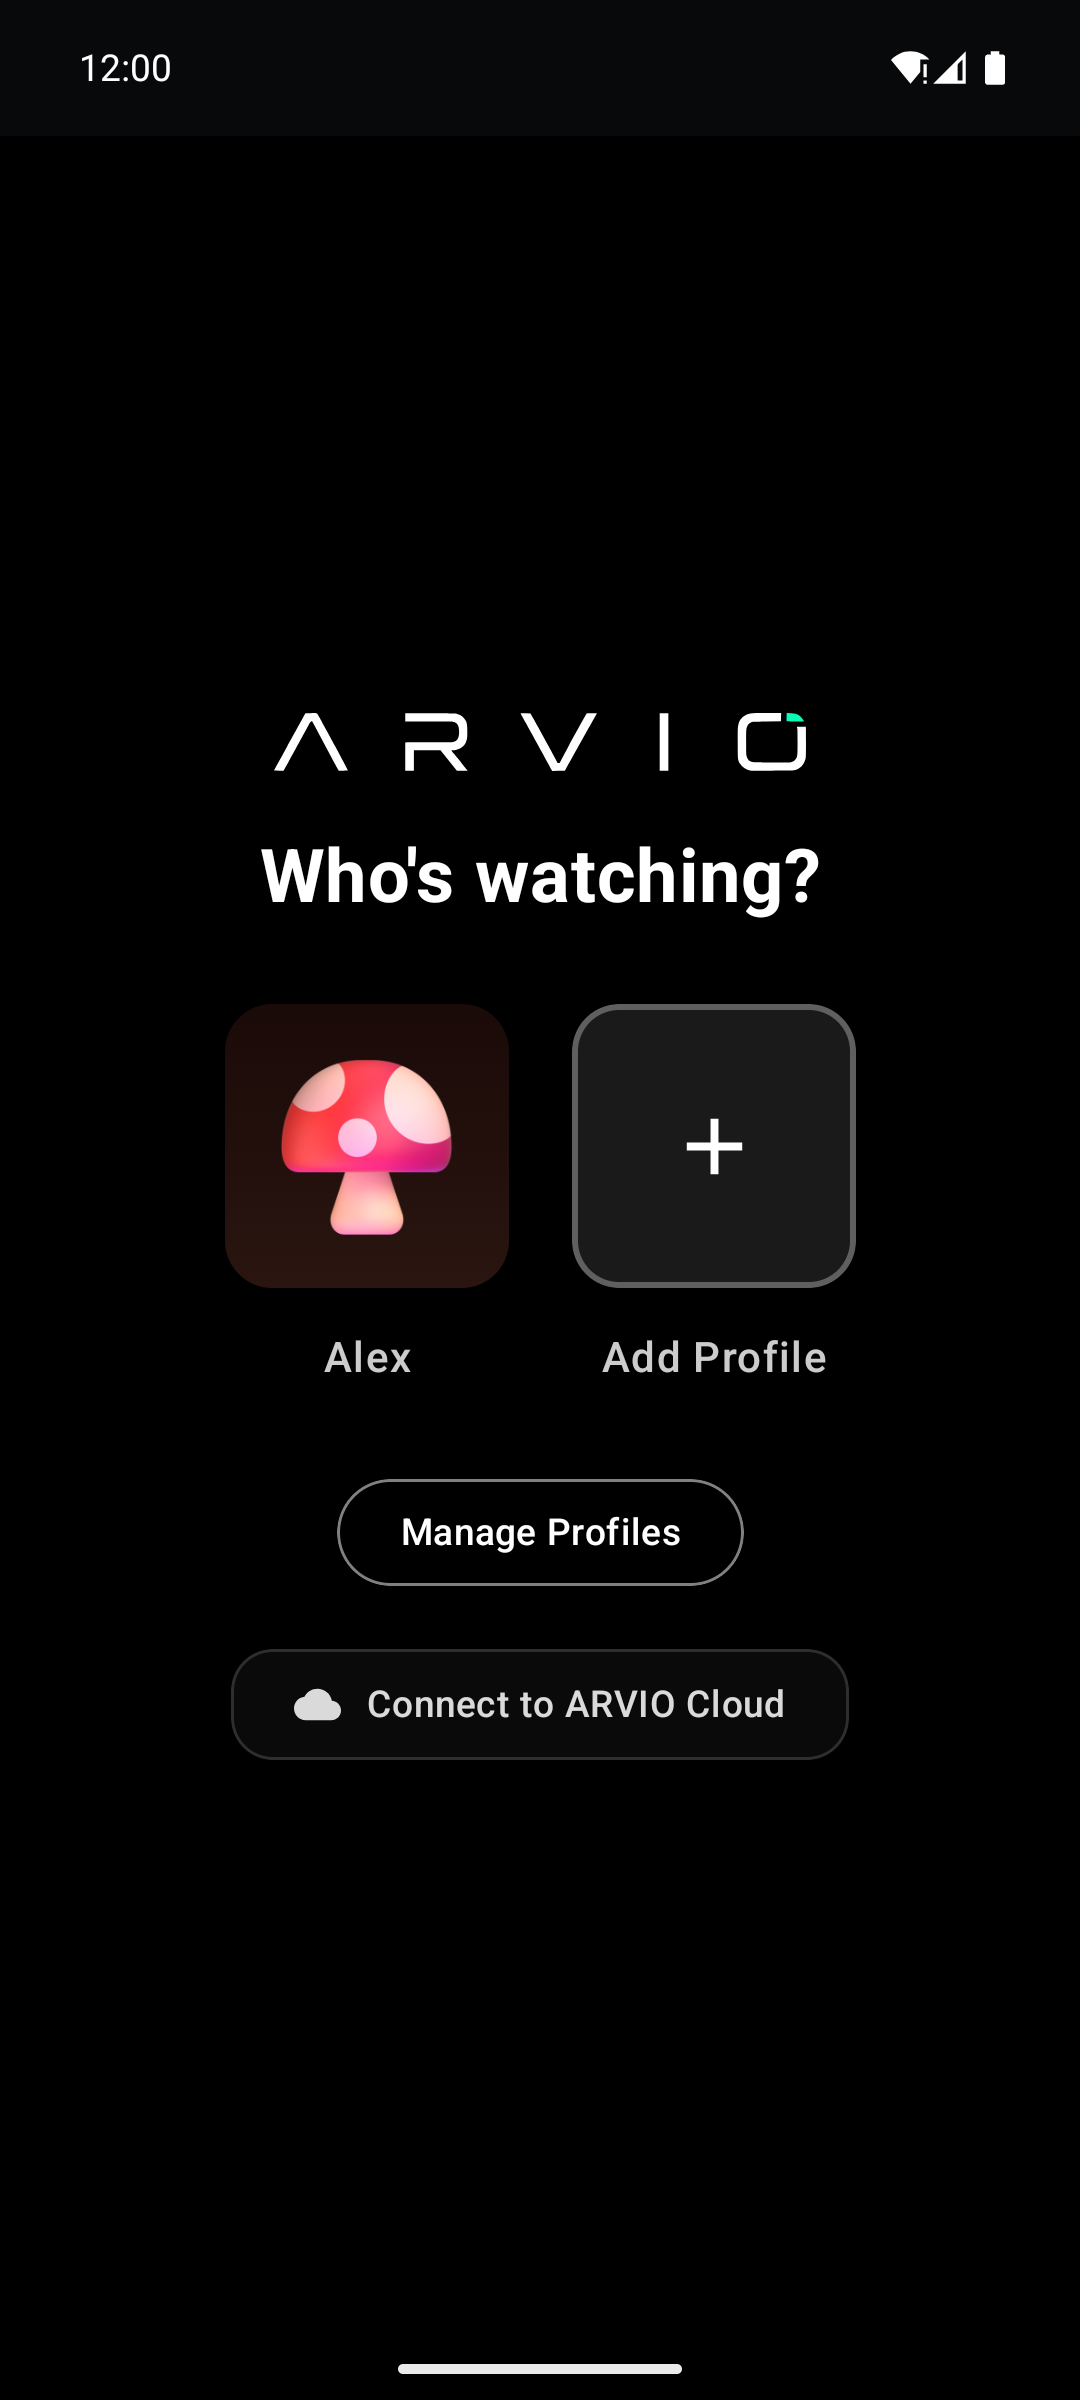 12:00
ARVIO
Who's watching?
Alex
Add Profile
Manage Profiles
Connect to ARVIO Cloud